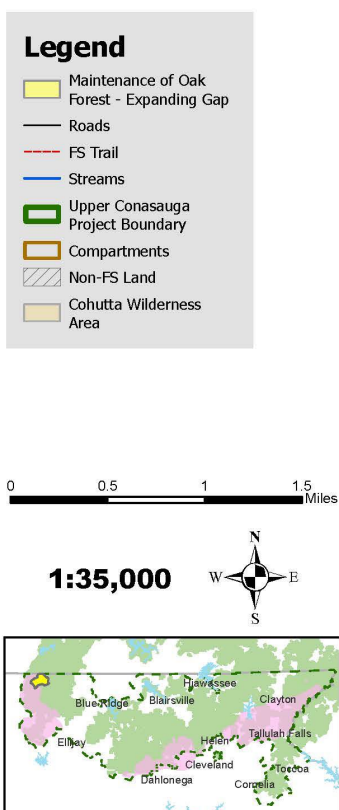 Legend
Maintenance of Oak
Forest - Expanding Gap
Roads
FS Trail
Streams
Upper Conasauga
Project Boundary
Compartments
Non-FS Land
Cohutta Wilderness
Area
0 0.5 1 1.5
Miles
1:35,000
N
W E
S
Hiawassee
Blue Ridge
Blairsville
Clayton
Ellijay
Helen
Tallulah Falls
Cleveland
Toccoa
Dahlonega
Cornelia